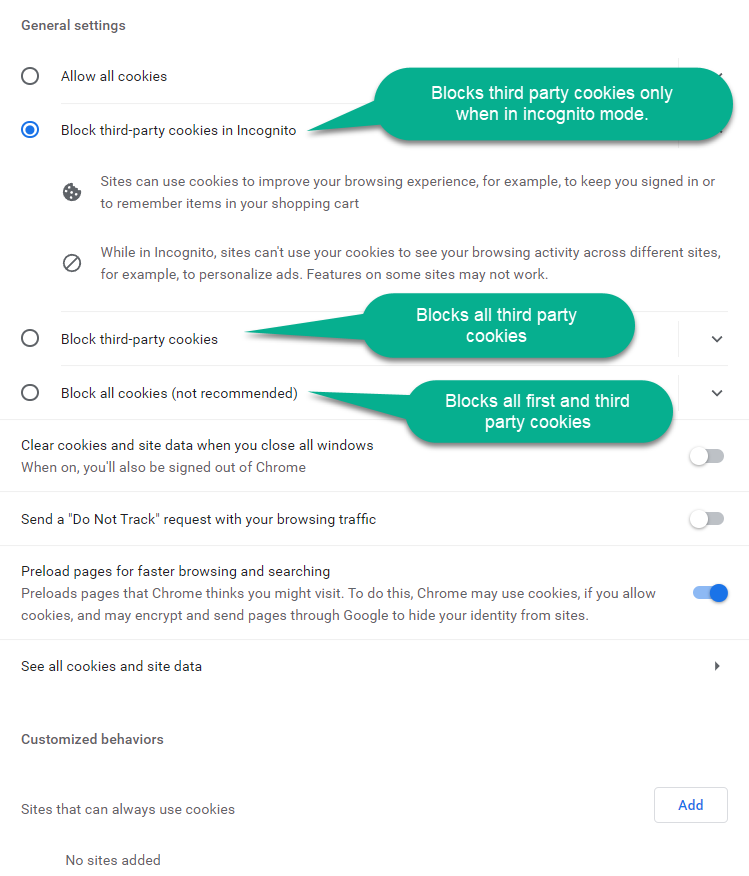 General settings
Allow all cookies
Blocks third party cookies only
when in incognito mode.
Block third-party cookies in Incognito
Sites can use cookies to improve your browsing experience, for example, to keep you signed in or
to remember items in your shopping cart
While in Incognito, sites can't use your cookies to see your browsing activity across different sites,
for example, to personalize ads. Features on some sites may not work.
Blocks all third party
cookies
Block third-party cookies
Block all cookies (not recommended)
Blocks all first and third
party cookies
Clear cookies and site data when you close all windows
When on, you'll also be signed out of Chrome
Send a "Do Not Track" request with your browsing traffic
Preload pages for faster browsing and searching
Preloads pages that Chrome thinks you might visit. To do this, Chrome may use cookies, if you allow
cookies, and may encrypt and send pages through Google to hide your identity from sites.
See all cookies and site data
Customized behaviors
Sites that can always use cookies
Add
No sites added